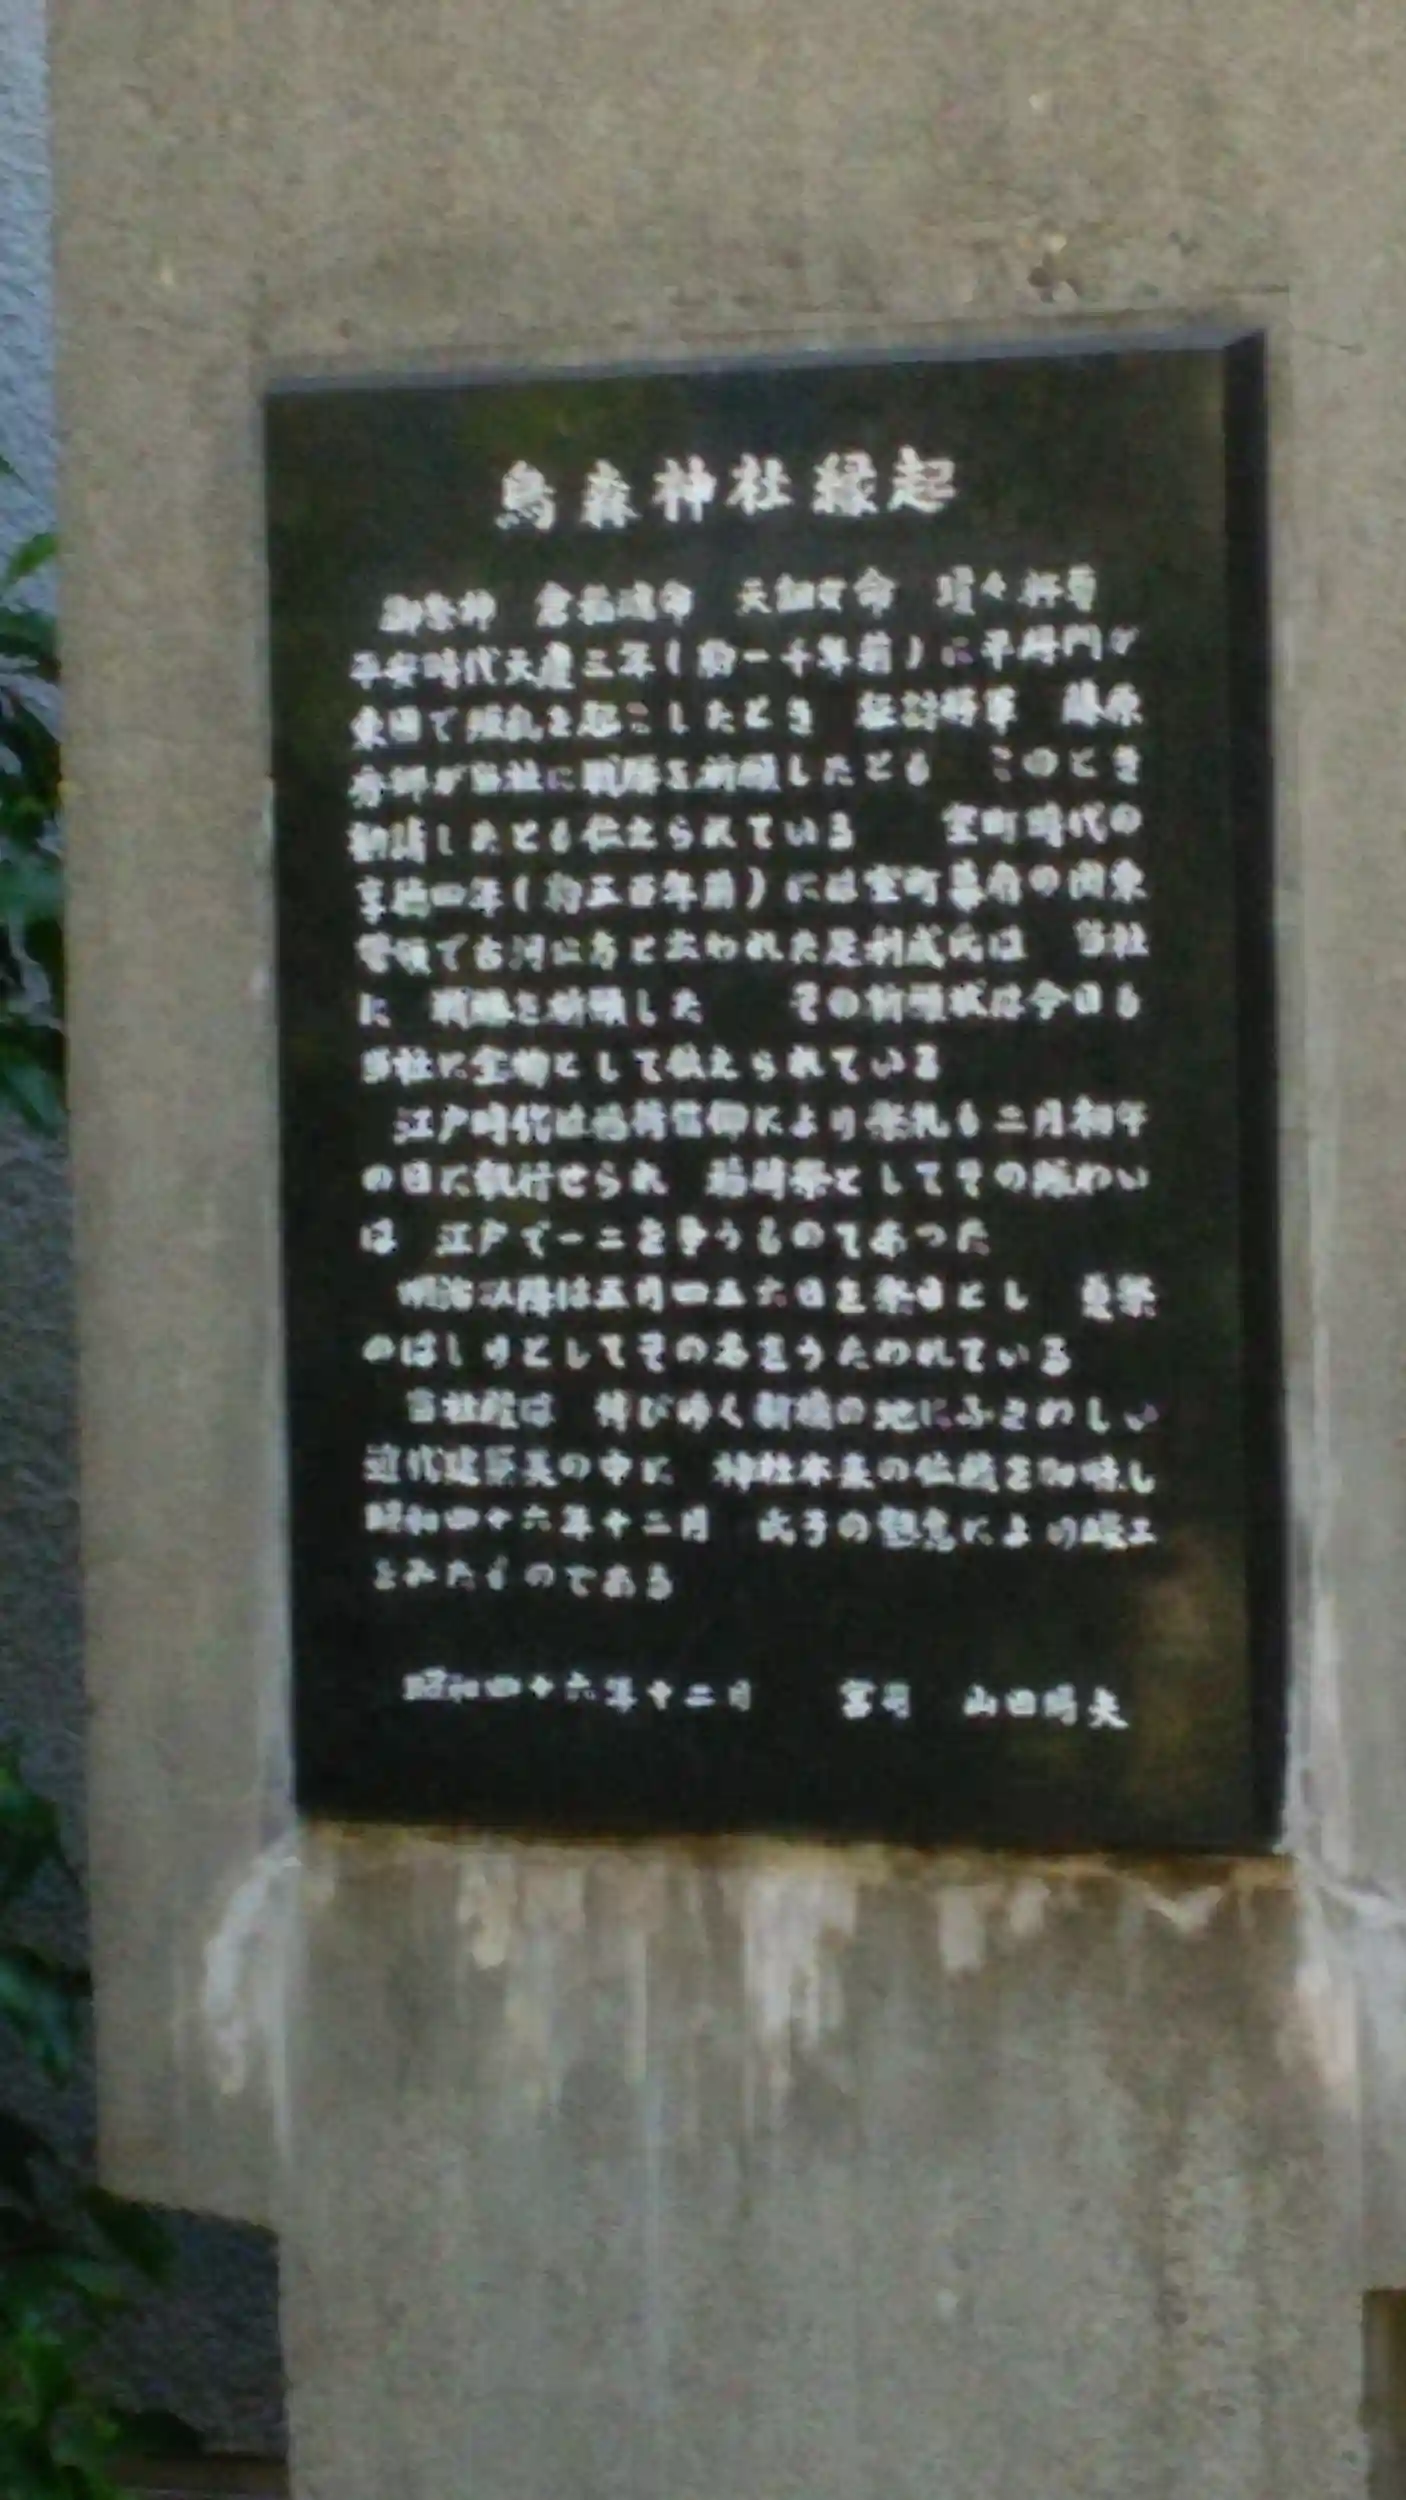 烏森神社縁起
御祭神 倉稲魂命 天鈿女命 瓊々杵尊
平安時代天慶三年(約一千年前)に平将門が
東国で擾乱を起こしたとき 征討将軍 藤原
秀郷が当社に戦勝を祈願したとも このとき
勧請したとも伝えられている 室町時代の
享徳四年(約五百年前)には室町幕府の関東
管領で古河公方と云われた足利成氏は 当社
に 戦勝を祈願した その祈願状は今日も
当社に宝物として伝えられている
江戸時代は稲荷信仰により祭礼も二月初午
の日に執行せられ 稲荷祭としてその賑わい
は 江戸で一二を争うものであつた
明治以降は五月四五六日を祭日とし 夏祭
のはしりとしてその名をうたわれている
当社殿は 伸びゆく新橋の地にふさわしい
近代建築美の中に 神社本来の伝統を加味し
昭和四十六年十二月 氏子の懇意により竣工
をみたものである
昭和四十六年十二月 宮司 山田 夫